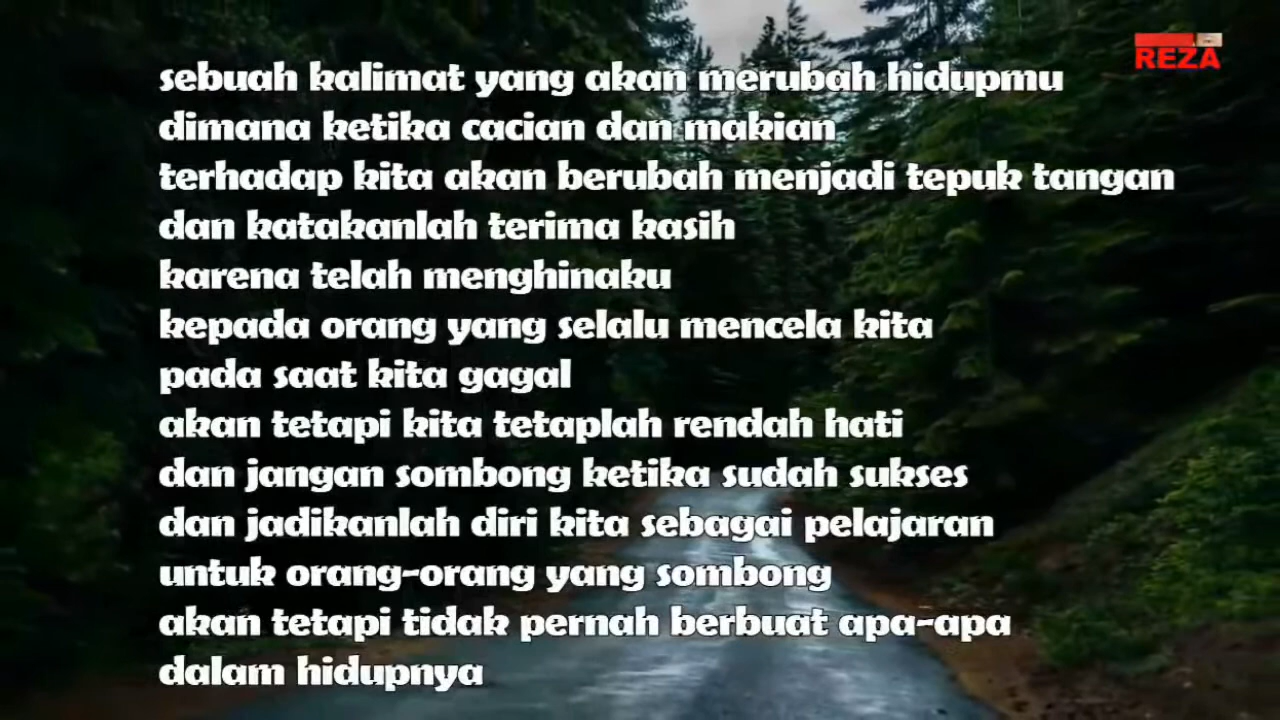 REZA
sebuah kalimat yang akan merubah hidupmu
dimana ketika cacian dan makian
terhadap kita akan berubah menjadi tepuk tangan
dan katakanlah terima kasih
karena telah menghinaku
kepada orang yang selalu mencela kita
pada saat kita gagal
akan tetapi kita tetaplah rendah hati
dan jangan sombong ketika sudah sukses
dan jadikanlah diri kita sebagai pelajaran
untuk orang-orang yang sombong
akan tetapi tidak pernah berbuat apa-apa
dalam hidupnya